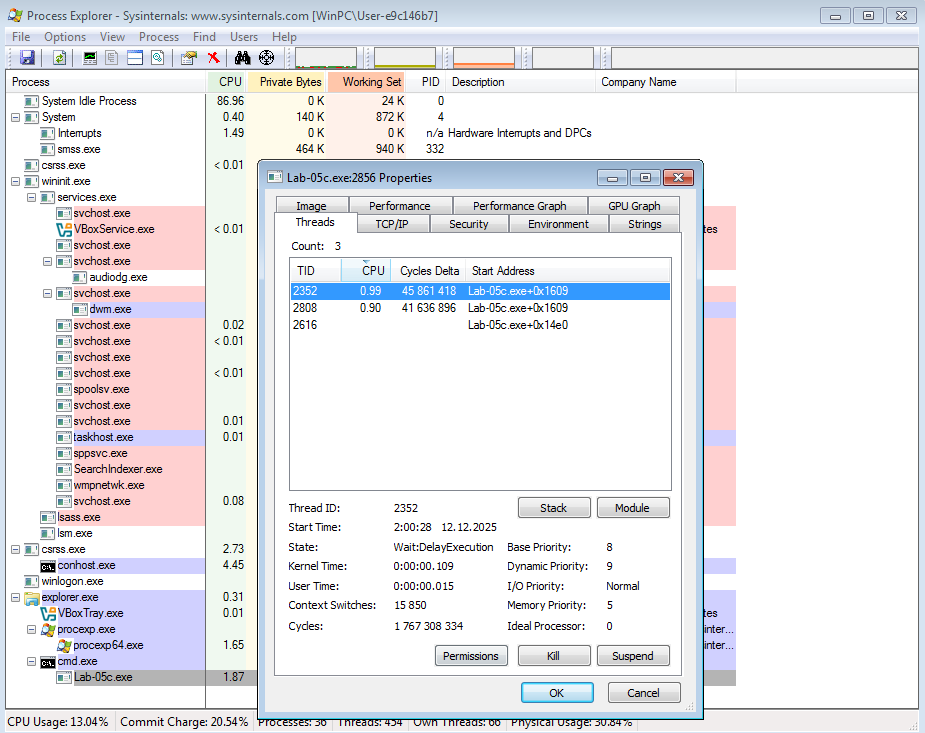 Process Explorer - Sysinternals: www.sysinternals.com [WinPC\User-e9c146b7]
File Options View Process Find Users Help
Process CPU Private Bytes Working Set PID Description Company Name
System Idle Process 86.96 0 K 24 K 0
System 0.40 140 K 872 K 4
Interrupts 1.49 0 K 0 K n/a Hardware Interrupts and DPCs
smss.exe 464 K 940 K 332
csrss.exe < 0.01
wininit.exe
services.exe
svchost.exe
VBoxService.exe < 0.01 tes
svchost.exe
svchost.exe
audiodg.exe
svchost.exe
dwm.exe
svchost.exe 0.02
svchost.exe < 0.01
svchost.exe
svchost.exe < 0.01
spoolsv.exe
svchost.exe
svchost.exe 0.01
taskhost.exe 0.01
sppsvc.exe
SearchIndexer.exe
wmpnetwk.exe
svchost.exe 0.08
lsass.exe
lsm.exe
csrss.exe 2.73
conhost.exe 4.45
winlogon.exe
explorer.exe 0.31
VBoxTray.exe 0.01 tes
procexp.exe inter...
procexp64.exe 1.65 inter...
cmd.exe
Lab-05c.exe 1.87
Lab-05c.exe:2856 Properties
Image Performance Performance Graph GPU Graph
Threads TCP/IP Security Environment Strings
Count: 3
TID CPU Cycles Delta Start Address
2352 0.99 45 861 418 Lab-05c.exe+0x1609
2808 0.90 41 636 896 Lab-05c.exe+0x1609
2616 Lab-05c.exe+0x14e0
Thread ID: 2352 Stack Module
Start Time: 2:00:28 12.12.2025
State: Wait:DelayExecution Base Priority: 8
Kernel Time: 0:00:00.109 Dynamic Priority: 9
User Time: 0:00:00.015 I/O Priority: Normal
Context Switches: 15 850 Memory Priority: 5
Cycles: 1 767 308 334 Ideal Processor: 0
Permissions Kill Suspend
OK Cancel
CPU Usage: 13.04% Commit Charge: 20.54% Processes: 36 Threads: 454 Own Threads: 66 Physical Usage: 30.84%